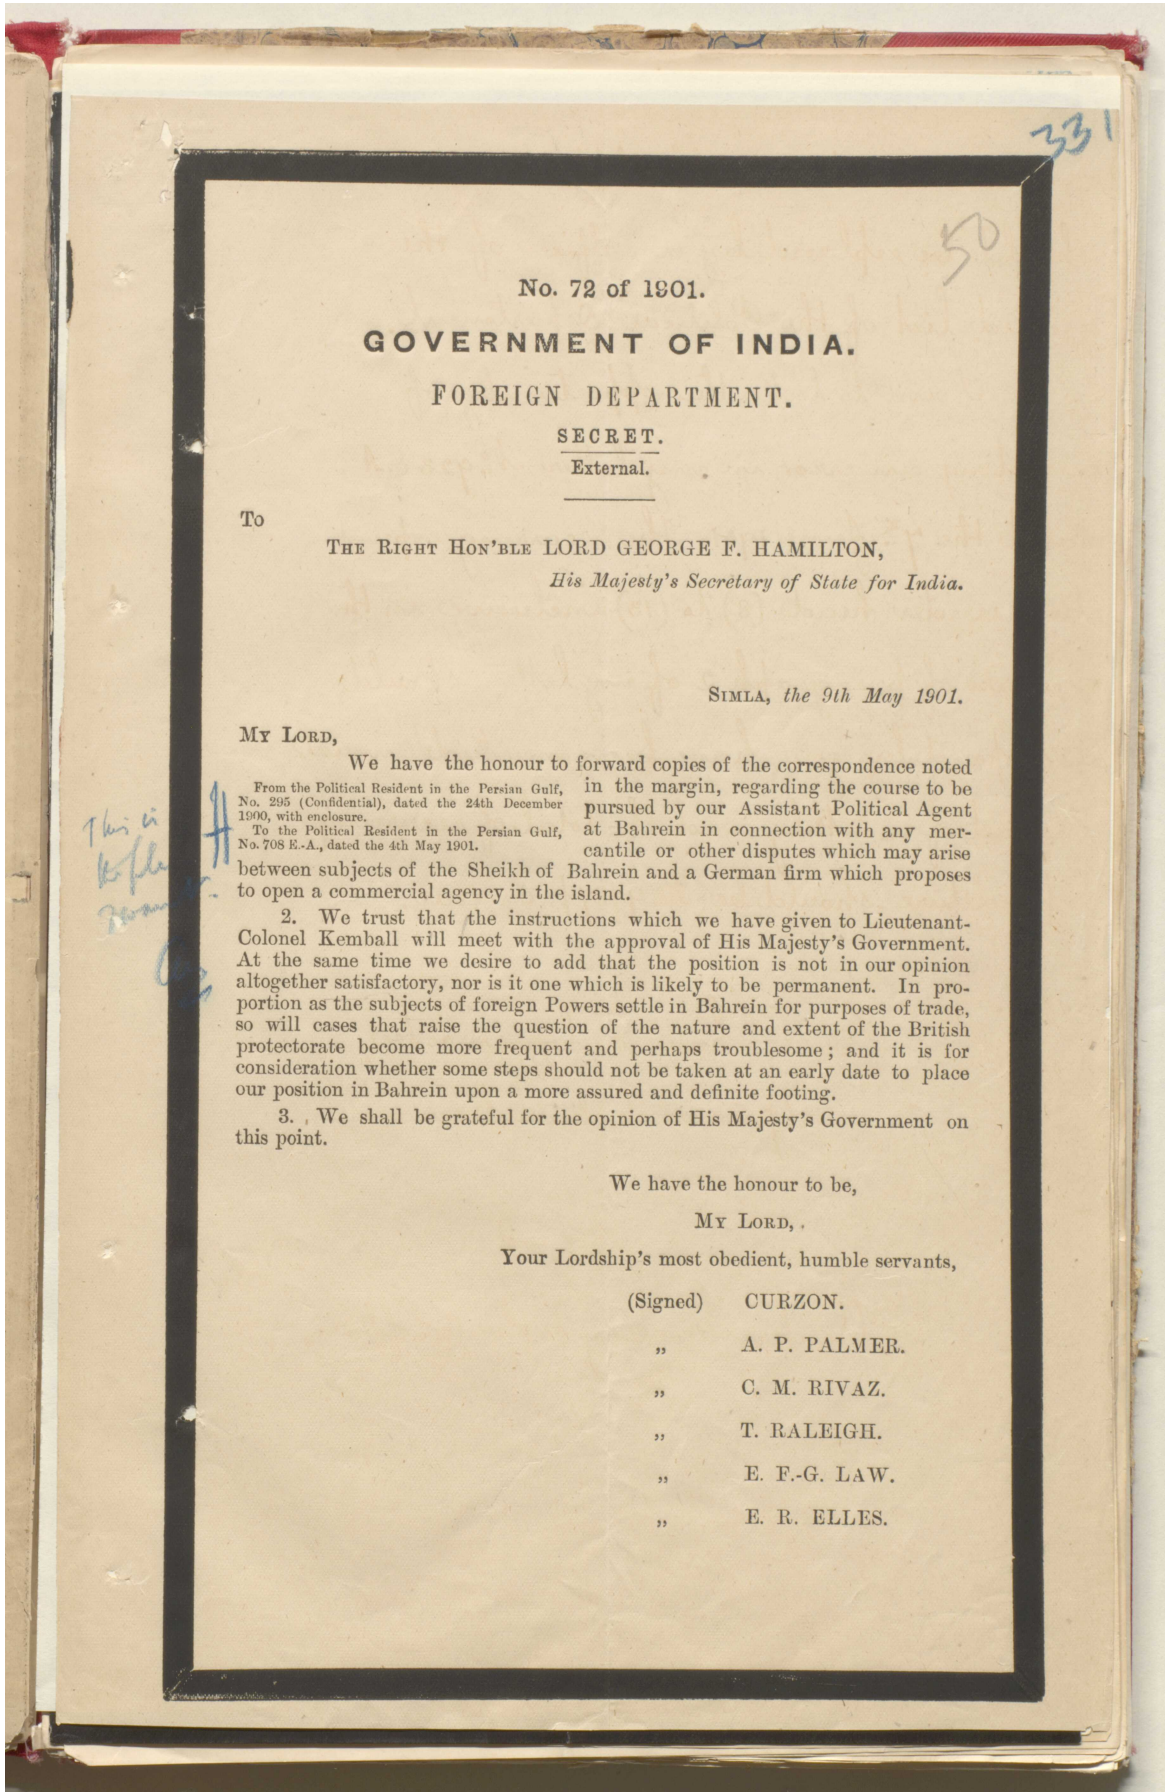 331
50
No. 72 of 1901.
GOVERNMENT OF INDIA.
FOREIGN DEPARTMENT.
SECRET.
External.
To
THE RIGHT HON'BLE LORD GEORGE F. HAMILTON,
His Majesty's Secretary of State for India.
SIMLA, the 9th May 1901.
MY LORD,
We have the honour to forward copies of the correspondence noted
From the Political Resident in the Persian Gulf,
No. 295 (Confidential), dated the 24th December
1900, with enclosure.
To the Political Resident in the Persian Gulf,
No. 708 E.-A., dated the 4th May 1901.
in the margin, regarding the course to be
pursued by our Assistant Political Agent
at Bahrein in connection with any mer-
cantile or other disputes which may arise
between subjects of the Sheikh of Bahrein and a German firm which proposes
to open a commercial agency in the island.
2. We trust that the instructions which we have given to Lieutenant-
Colonel Kemball will meet with the approval of His Majesty's Government.
At the same time we desire to add that the position is not in our opinion
altogether satisfactory, nor is it one which is likely to be permanent. In pro-
portion as the subjects of foreign Powers settle in Bahrein for purposes of trade,
so will cases that raise the question of the nature and extent of the British
protectorate become more frequent and perhaps troublesome; and it is for
consideration whether some steps should not be taken at an early date to place
our position in Bahrein upon a more assured and definite footing.
3. We shall be grateful for the opinion of His Majesty's Government on
this point.
We have the honour to be,
MY LORD,
Your Lordship's most obedient, humble servants,
(Signed) CURZON.
„ A. P. PALMER.
„ C. M. RIVAZ.
„ T. RALEIGH.
„ E. F.-G. LAW.
„ E. R. ELLES.
This is